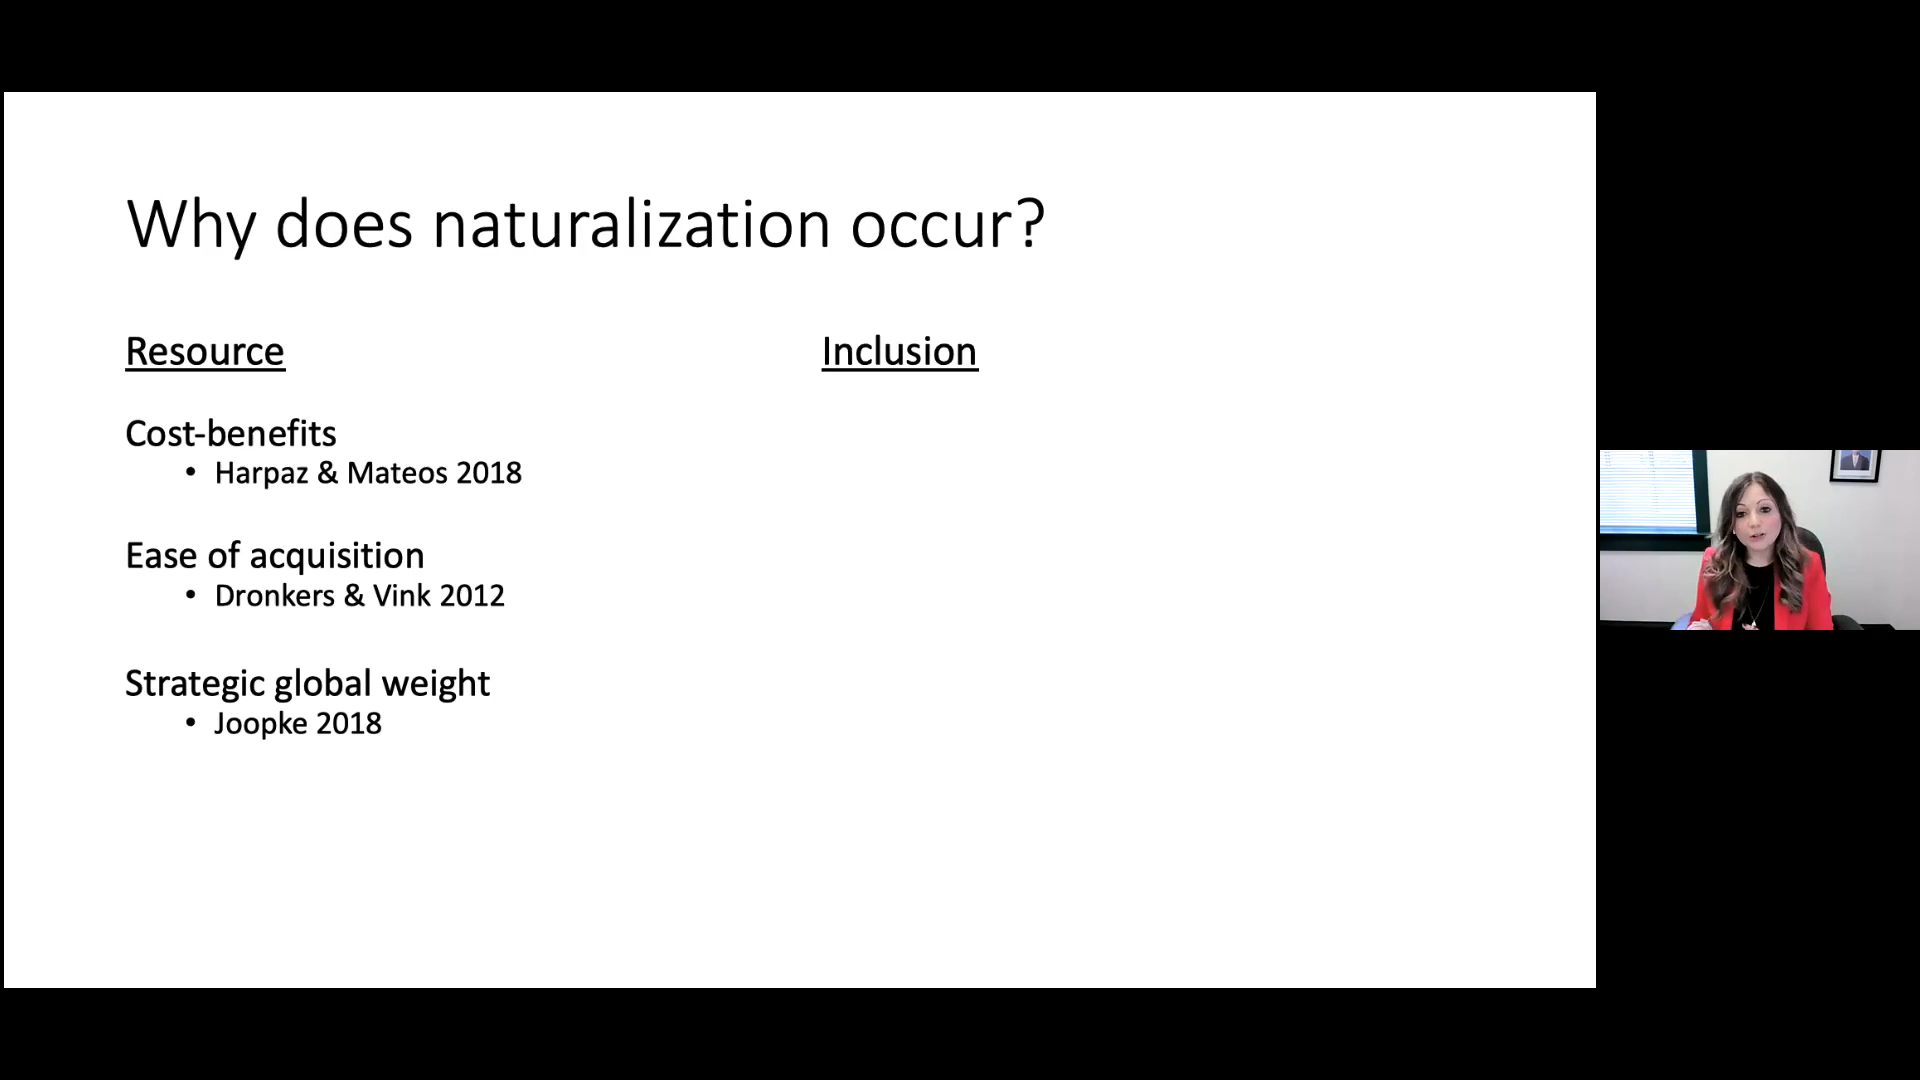 Why does naturalization occur?
Resource
Cost-benefits
• Harpaz & Mateos 2018
Ease of acquisition
• Dronkers & Vink 2012
Strategic global weight
• Joopke 2018
Inclusion